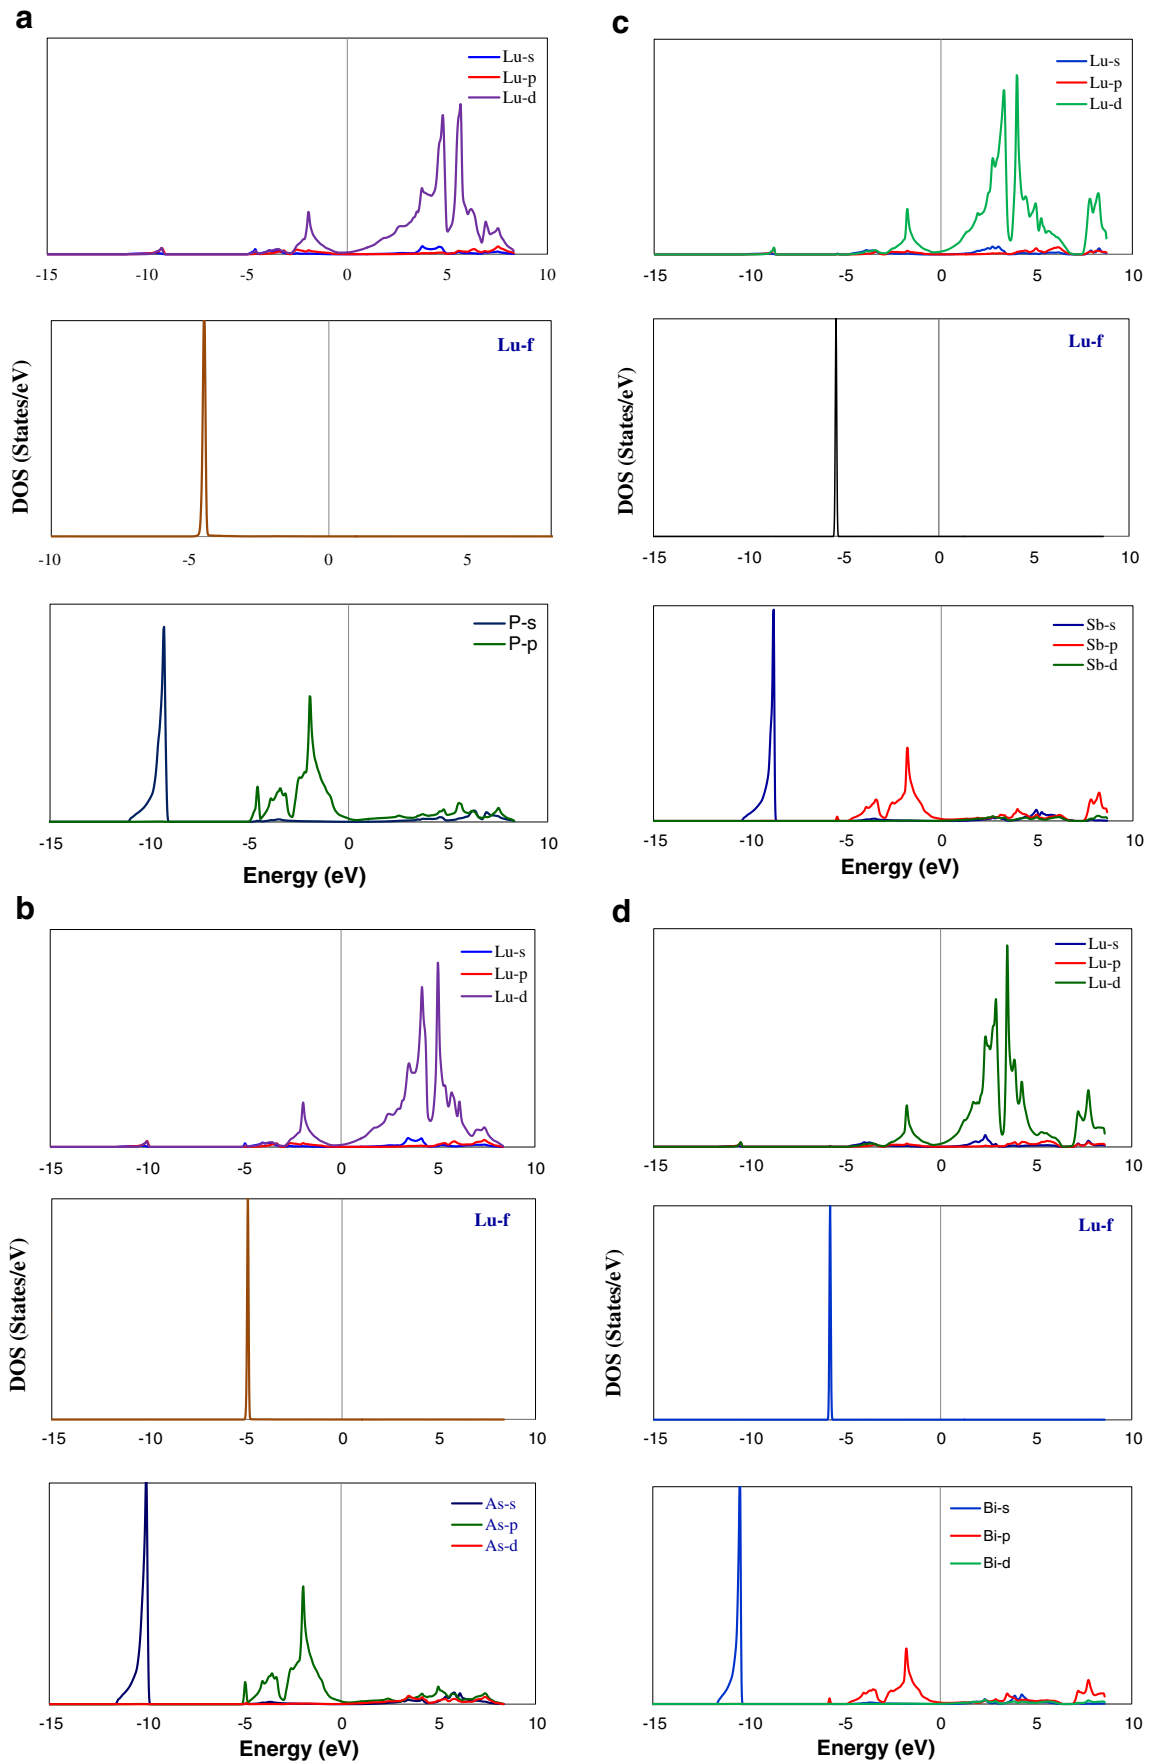 a
Lu-s
Lu-p
Lu-d
-15 -10 -5 0 5 10
DOS (States/eV)
Lu-f
-10 -5 0 5
P-s
P-p
-15 -10 -5 0 5 10
Energy (eV)
c
Lu-s
Lu-p
Lu-d
-15 -10 -5 0 5 10
DOS (States/eV)
Lu-f
-15 -10 -5 0 5 10
Sb-s
Sb-p
Sb-d
-15 -10 -5 0 5 10
Energy (eV)
b
Lu-s
Lu-p
Lu-d
-15 -10 -5 0 5 10
DOS (States/eV)
Lu-f
-15 -10 -5 0 5 10
As-s
As-p
As-d
-15 -10 -5 0 5 10
Energy (eV)
d
Lu-s
Lu-p
Lu-d
-15 -10 -5 0 5 10
DOS (States/eV)
Lu-f
-15 -10 -5 0 5 10
Bi-s
Bi-p
Bi-d
-15 -10 -5 0 5 10
Energy (eV)